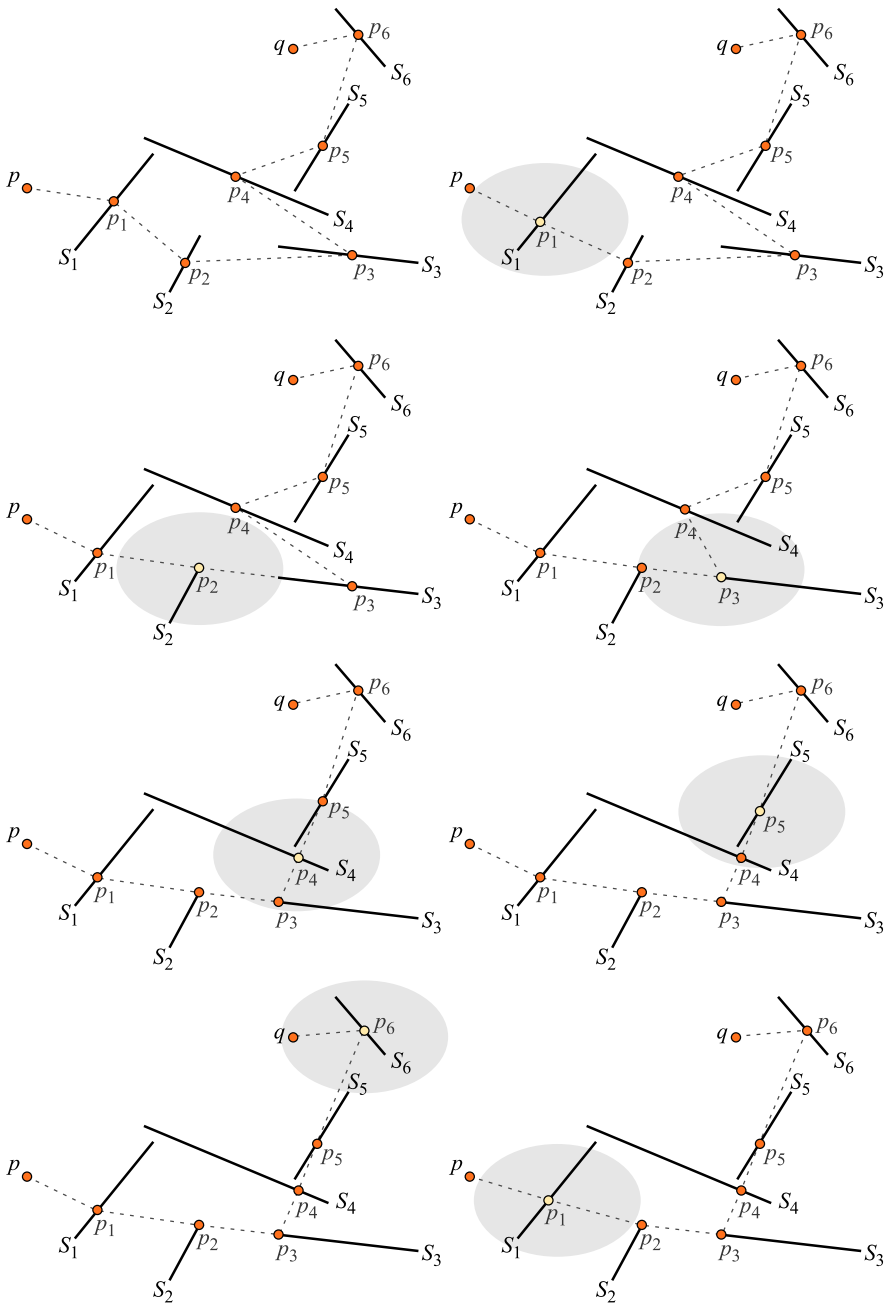 p₆
q
S₆
S₅
p₅
p
p₄
p₁
S₄
S₁
p₂
p₃
S₃
S₂
p₆
q
S₆
S₅
p₅
p
p₄
S₄
p₁
S₁
p₂
p₃
S₃
S₂
p₆
q
S₆
S₅
p₅
p
p₄
S₄
p₁
p₂
S₁
p₃
S₃
S₂
p₆
q
S₆
S₅
p₅
p
p₄
S₄
p₁
p₂
S₁
p₃
S₃
S₂
p₆
q
S₆
S₅
p₅
p
p₄
S₄
p₁
p₂
S₁
p₃
S₃
S₂
p₆
q
S₆
S₅
p₅
p
p₄
S₄
p₁
p₂
S₁
p₃
S₃
S₂
p₆
q
S₆
S₅
p₅
p
p₄
S₄
p₁
p₂
S₁
p₃
S₃
S₂
p₆
q
S₆
S₅
p₅
p
p₄
S₄
p₁
p₂
S₁
p₃
S₃
S₂